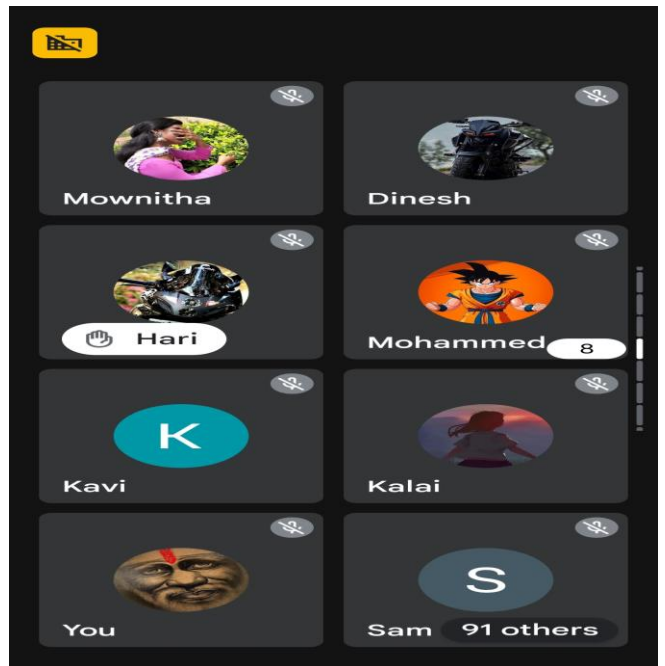 Mownitha
Dinesh
Hari
Mohammed
8
K
Kavi
Kalai
You
S
Sam
91 others